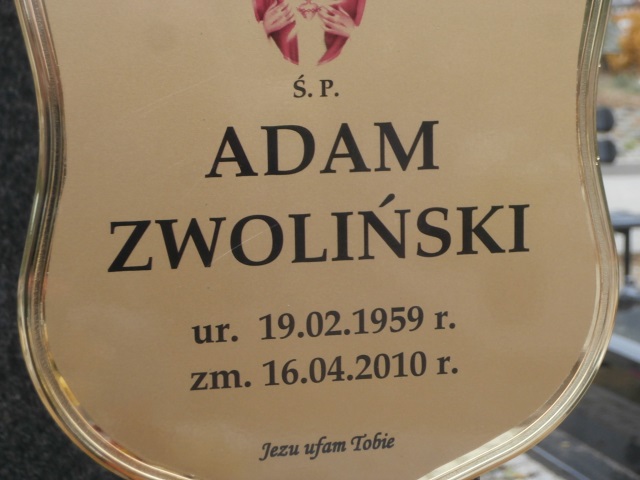 Ś. P.
ADAM
ZWOLIŃSKI
ur. 19.02.1959 r.
zm. 16.04.2010 r.
Jezu ufam Tobie